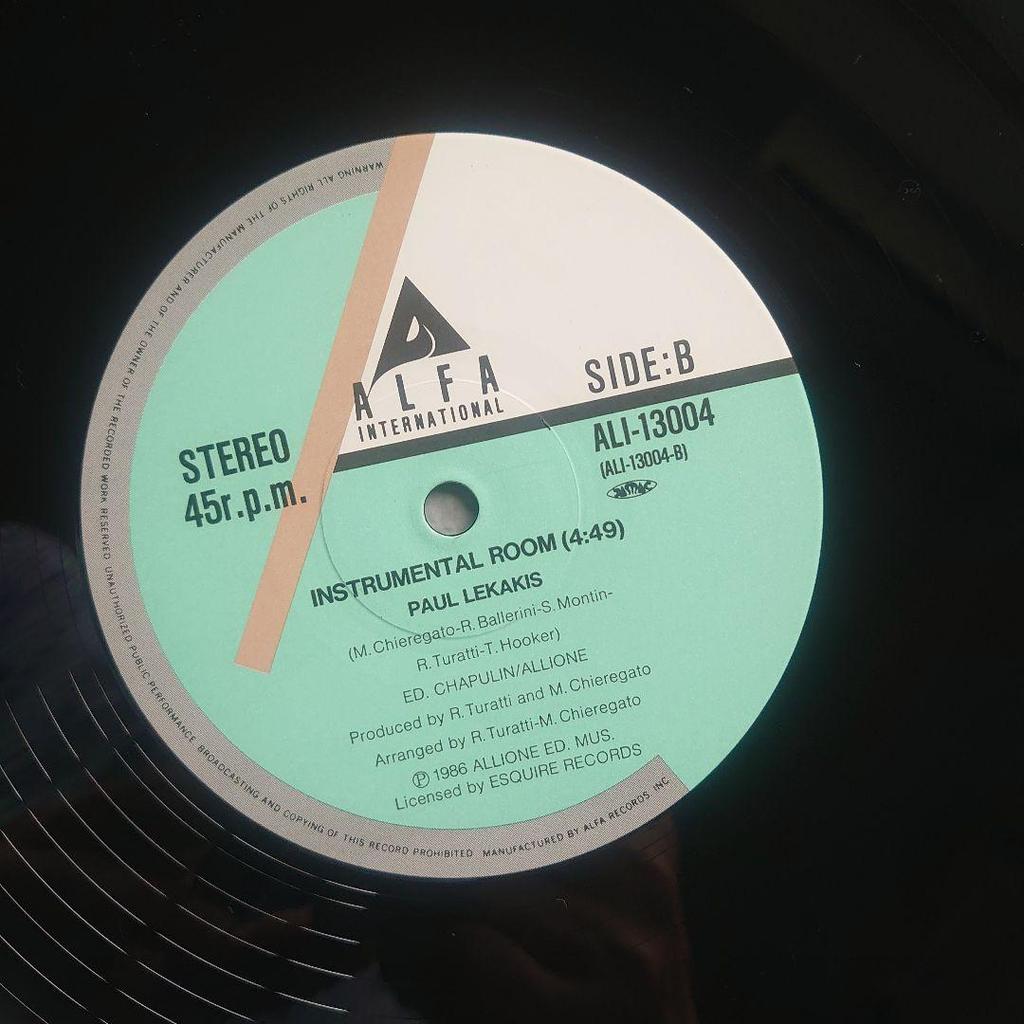 WARNING ALL RIGHTS OF THE MANUFACTURER AND OF THE OWNER OF THE RECORDED WORK RESERVED UNAUTHORIZED PUBLIC PERFORMANCE BROADCASTING AND COPYING OF THIS RECORD PROHIBITED MANUFACTURED BY ALFA RECORDS, INC.
ALFA
INTERNATIONAL
SIDE:B
STEREO
45r.p.m.
ALI-13004
(ALI-13004-B)
JASRAC
INSTRUMENTAL ROOM (4:49)
PAUL LEKAKIS
(M.Chieregato-R.Ballerini-S.Montin-
R.Turatti-T.Hooker)
ED. CHAPULIN/ALLIONE
Produced by R.Turatti and M.Chieregato
Arranged by R.Turatti-M.Chieregato
Ⓟ 1986 ALLIONE ED. MUS.
Licensed by ESQUIRE RECORDS